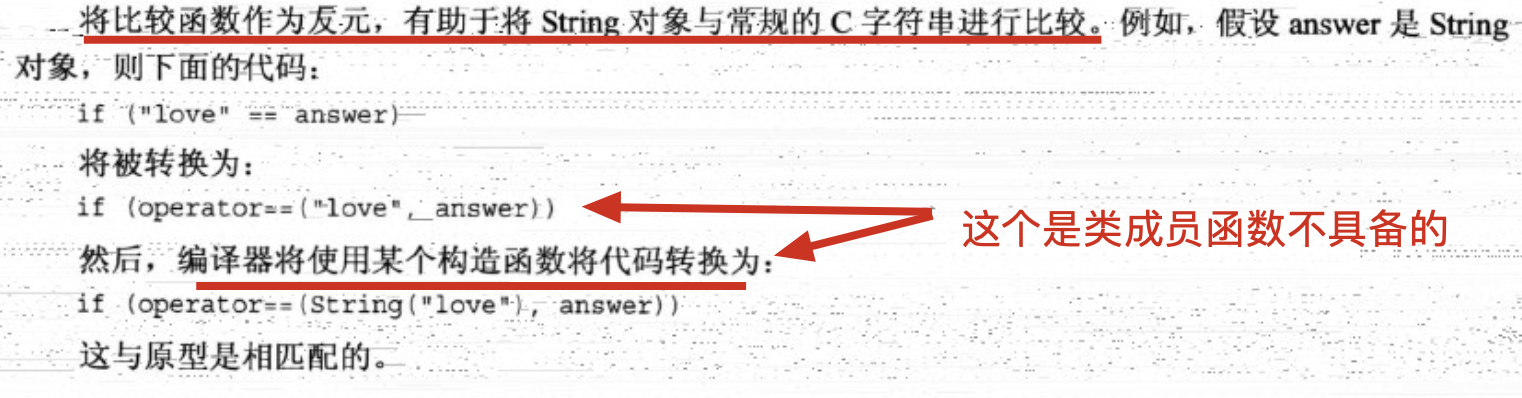 将比较函数作为友元，有助于将 String 对象与常规的 C 字符串进行比较。例如，假设 answer 是 String
对象，则下面的代码：
if ("love" == answer)
将被转换为：
if (operator==("love", answer))
这个是类成员函数不具备的
然后，编译器将使用某个构造函数将代码转换为：
if (operator==(String("love"), answer))
这与原型是相匹配的。